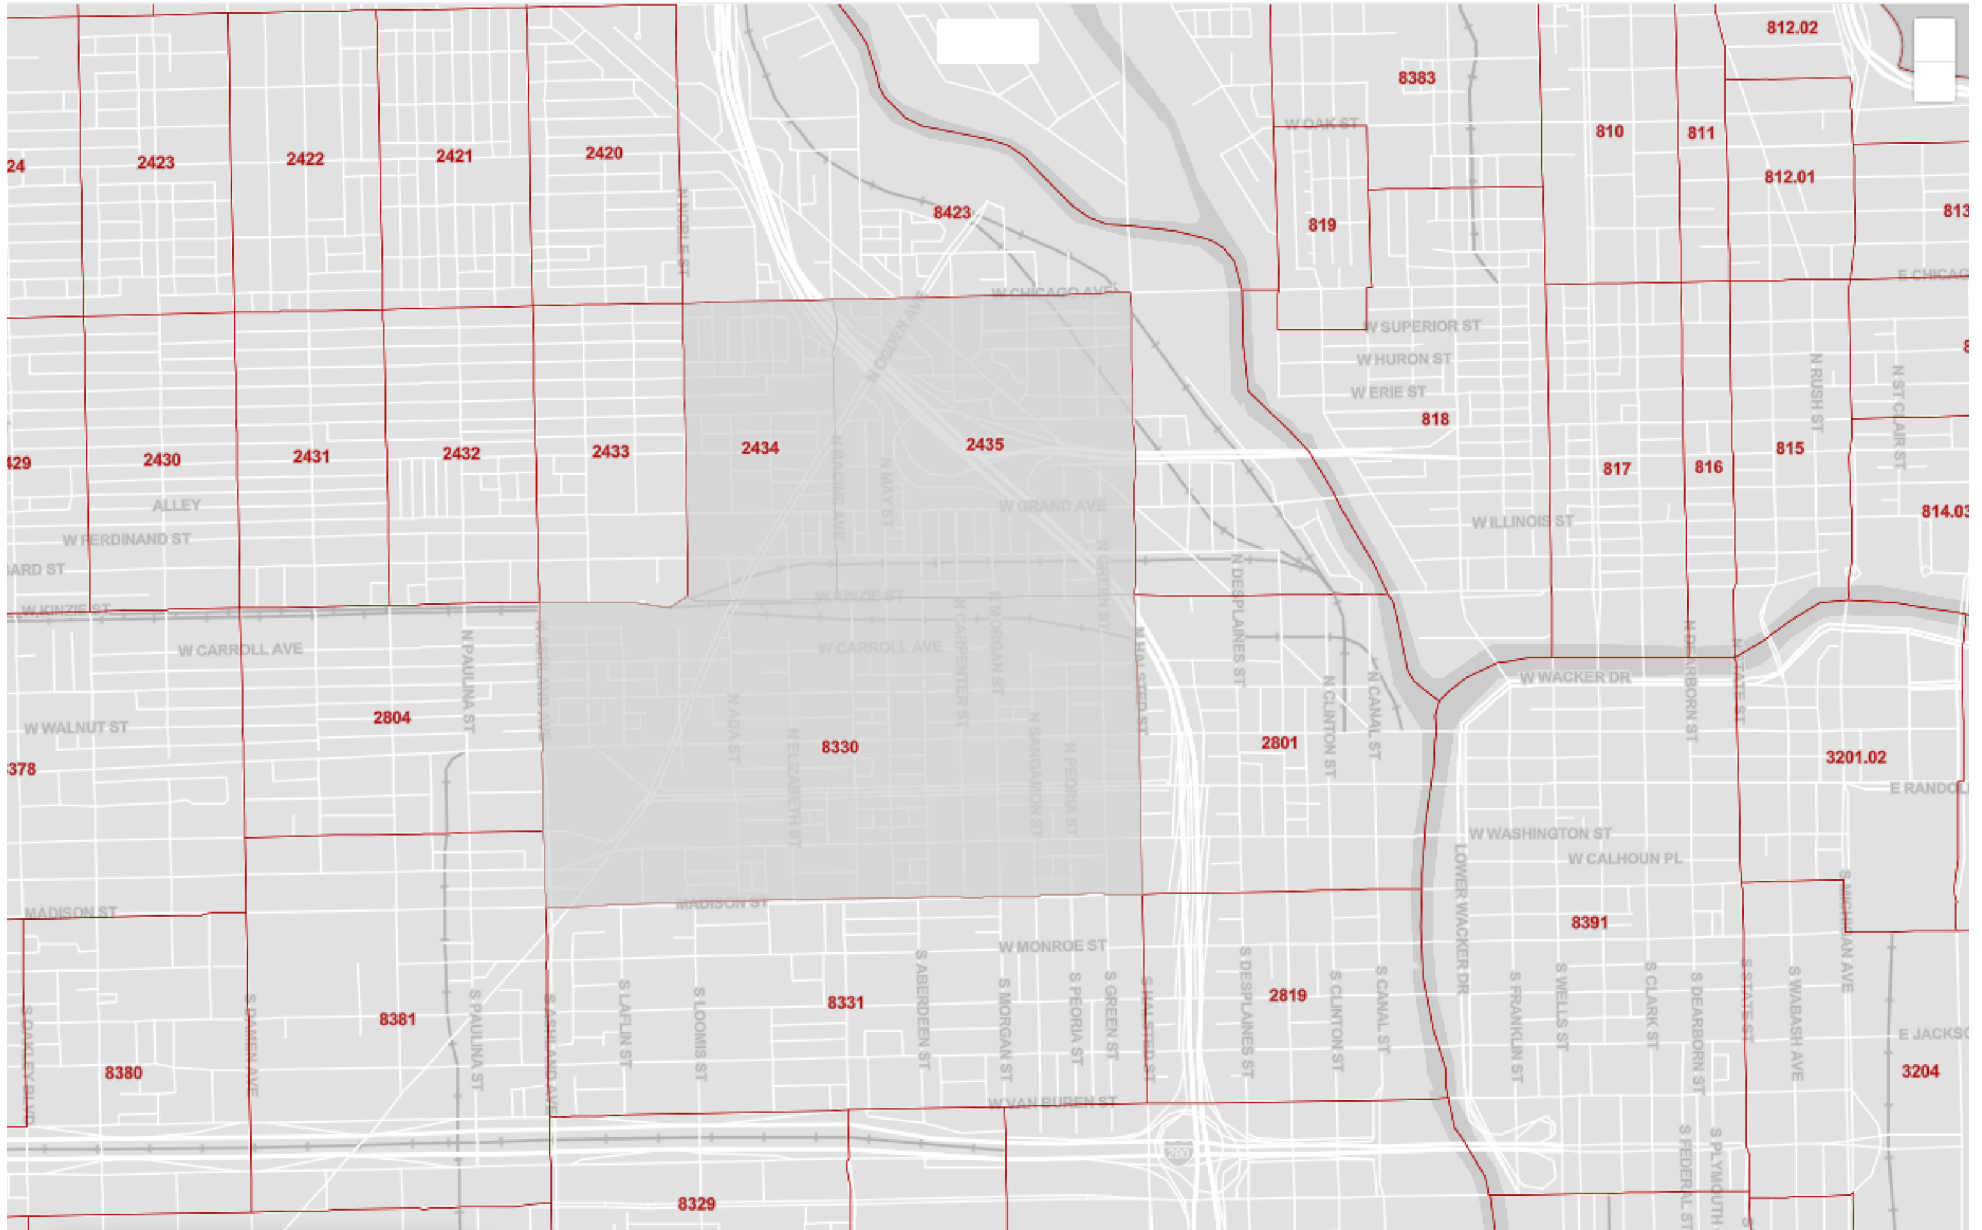 812.02
8383
W OAK ST
810
811
24
2423
2422
2421
2420
812.01
N NOBLE ST
8423
819
813
E CHICAG
W CHICAGO AVE
N OGDEN AVE
W SUPERIOR ST
W HURON ST
W ERIE ST
N RUSH ST
N ST CLAIR ST
818
8
429
2430
2431
2432
2433
2434
2435
817
816
815
N RACINE AVE
N MAY ST
ALLEY
W GRAND AVE
W ILLINOIS ST
814.03
W FERDINAND ST
ARD ST
W KINZIE ST
W KINZIE ST
N GREEN ST
N DESPLAINES ST
W CARROLL AVE
N PAULINA ST
N ASHLAND AVE
W CARROLL AVE
N CARPENTER ST
N MORGAN ST
N HALSTED ST
N CLINTON ST
N CANAL ST
W WACKER DR
N DEARBORN ST
N STATE ST
W WALNUT ST
2804
N ADA ST
N ELIZABETH ST
8330
N SANGAMON ST
N PEORIA ST
2801
3201.02
378
E RANDOL
W WASHINGTON ST
W CALHOUN PL
LOWER WACKER DR
S MICHIGAN AVE
MADISON ST
MADISON ST
8391
W MONROE ST
S OAKLEY BLVD
8380
S DAMEN AVE
8381
S PAULINA ST
S ASHLAND AVE
S LAFLIN ST
S LOOMIS ST
8331
S ABERDEEN ST
S MORGAN ST
S PEORIA ST
S GREEN ST
S HALSTED ST
S DESPLAINES ST
2819
S CLINTON ST
S CANAL ST
S FRANKLIN ST
S WELLS ST
S CLARK ST
S DEARBORN ST
S STATE ST
S WABASH AVE
E JACKSO
3204
W VAN BUREN ST
290
S FEDERAL ST
S PLYMOUTH
S
8329